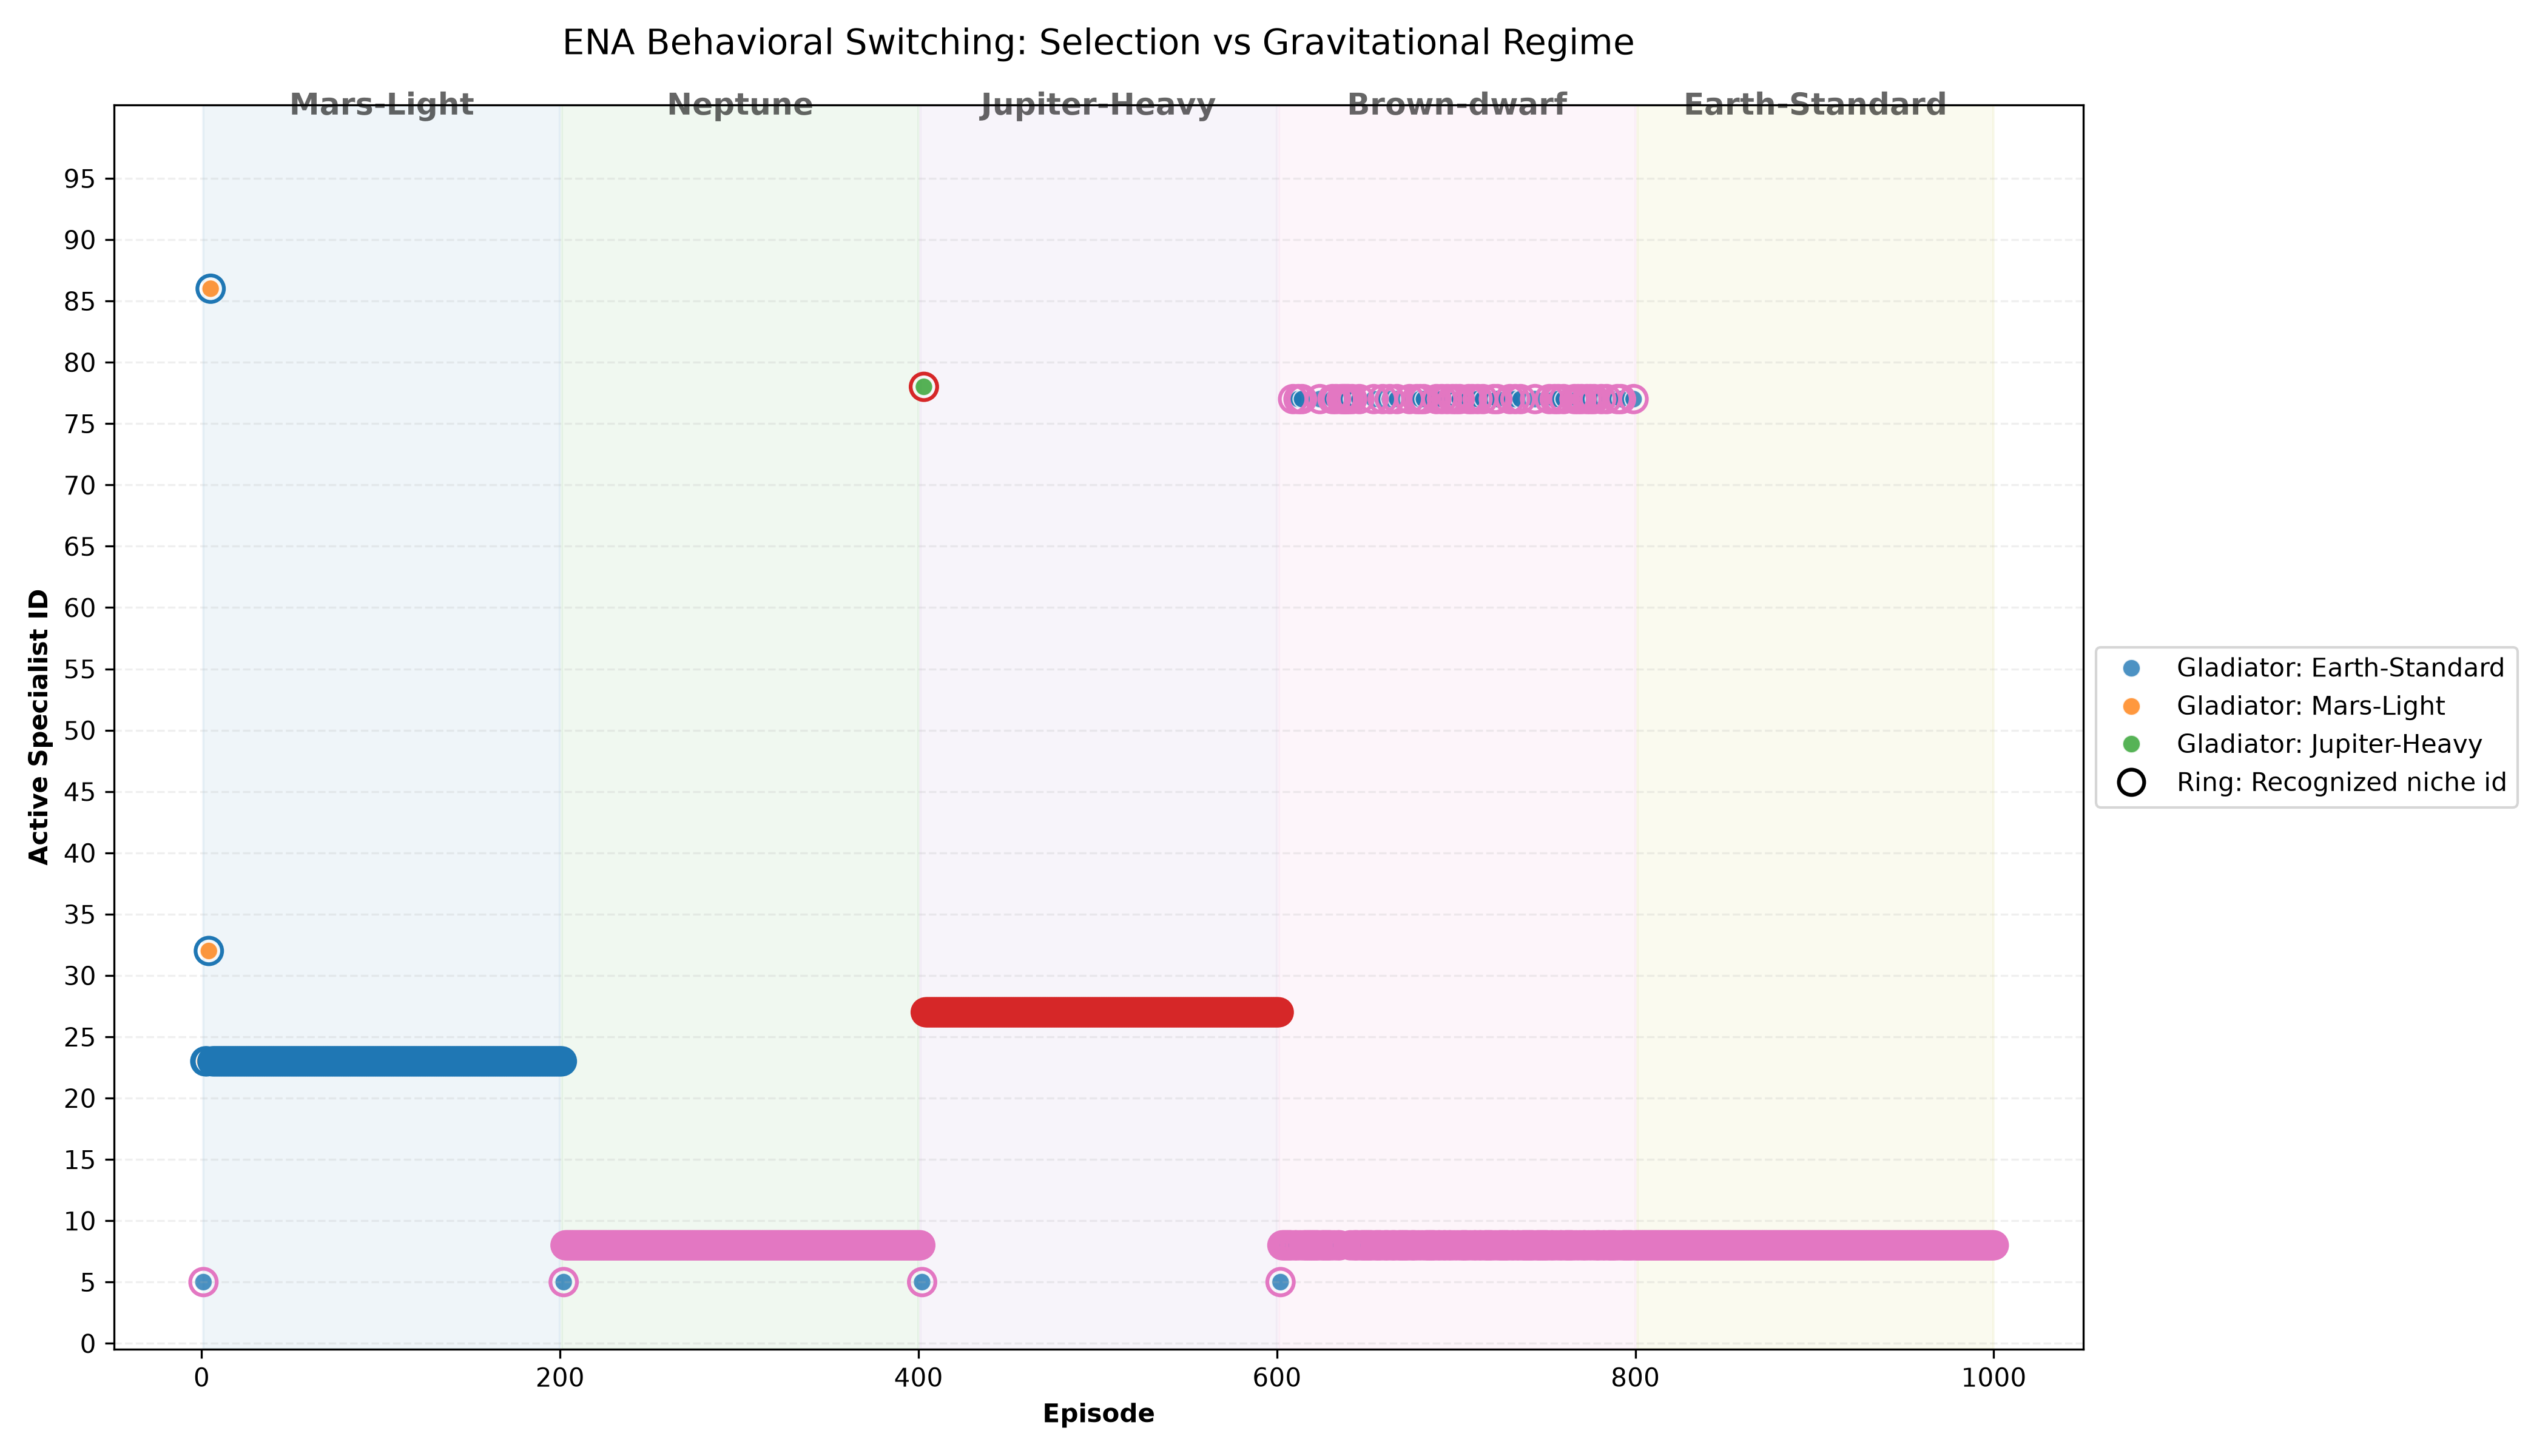 ENA Behavioral Switching: Selection vs Gravitational Regime
Mars-Light Neptune Jupiter-Heavy Brown-dwarf Earth-Standard
95
90
85
80
75
70
65
60
55
50
45
40
35
30
25
20
15
10
5
0
Active Specialist ID
0 200 400 600 800 1000
Episode
Gladiator: Earth-Standard
Gladiator: Mars-Light
Gladiator: Jupiter-Heavy
Ring: Recognized niche id